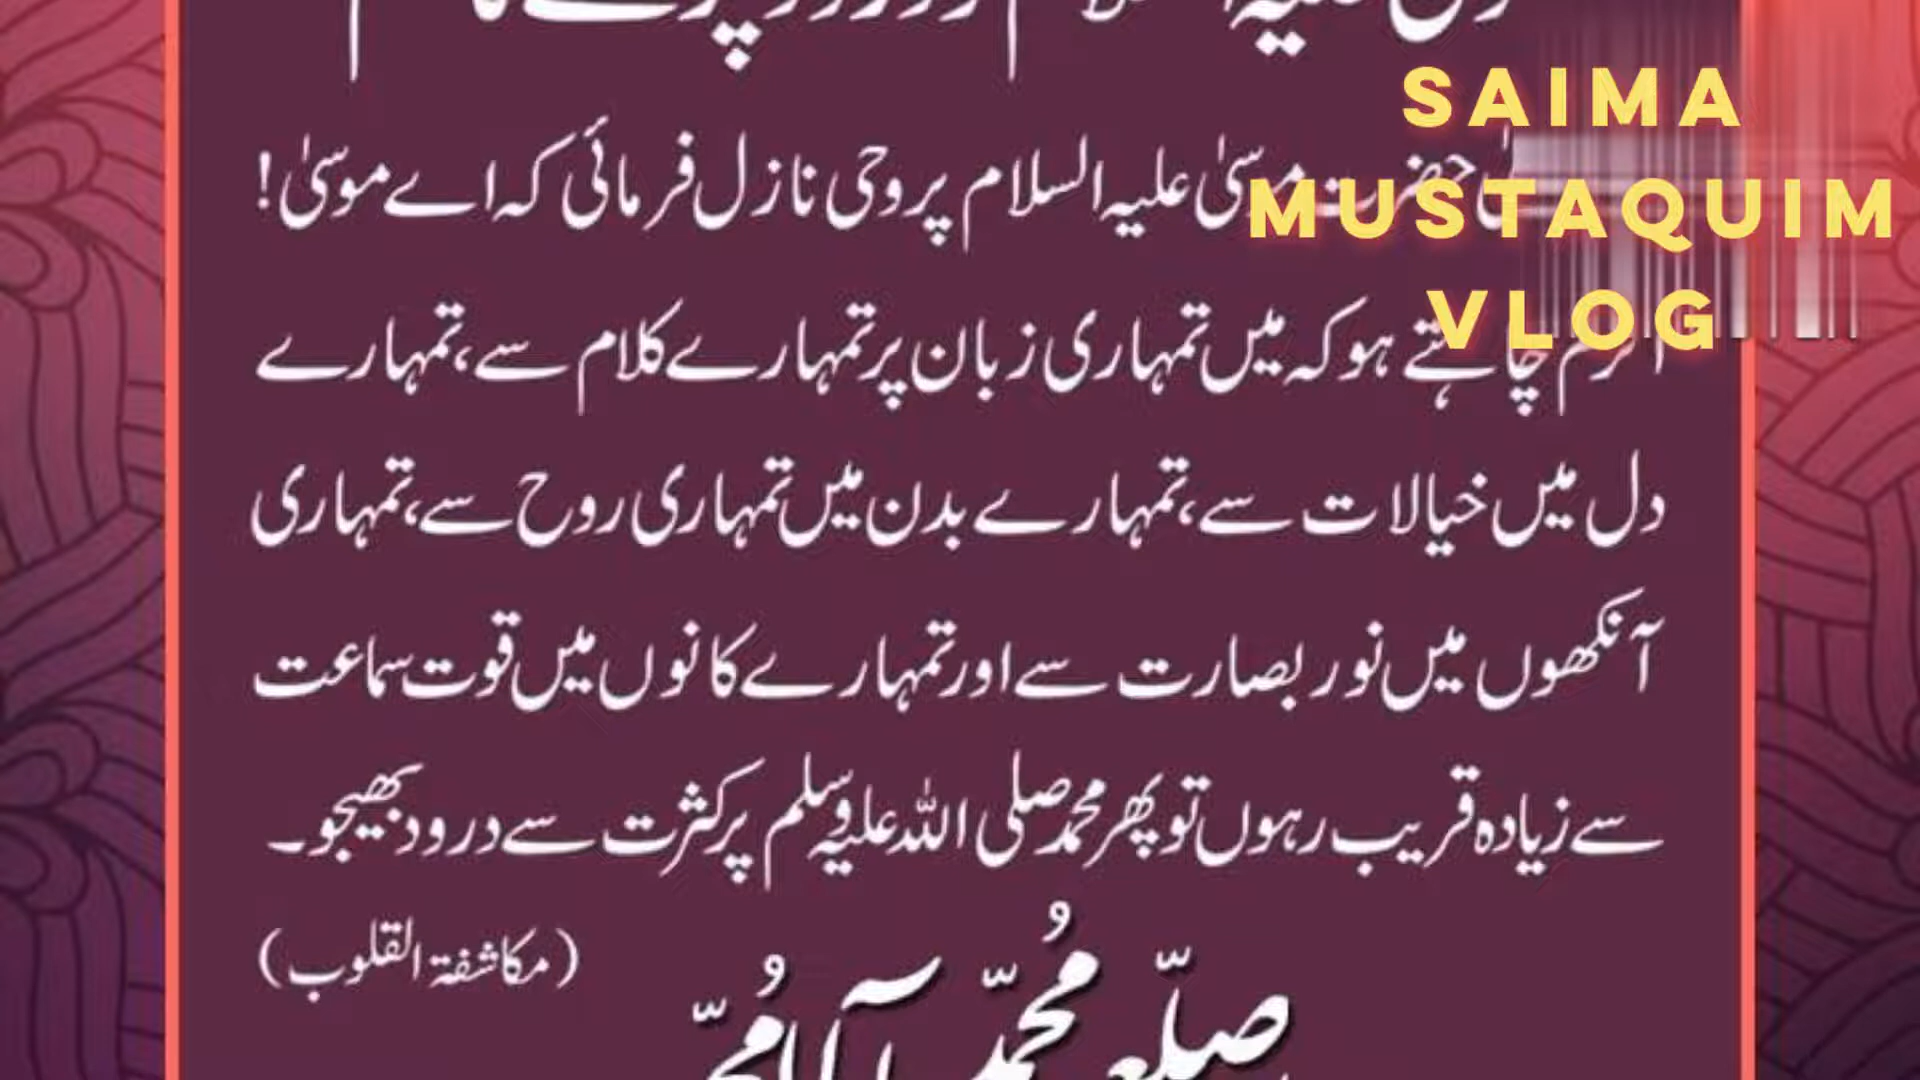 علیہ السلام
SAIMA
MUSTAQUIM
VLOG
حضرت موسیٰ علیہ السلام پر وحی نازل فرمائی کہ اے موسیٰ!
اگر تم چاہتے ہو کہ میں تمہاری زبان پر تمہارے کلام سے، تمہارے
دل میں خیالات سے، تمہارے بدن میں تمہاری روح سے، تمہاری
آنکھوں میں نور بصارت سے اور تمہارے کانوں میں قوت سماعت
سے زیادہ قریب رہوں تو پھر محمد صلی اللہ علیہ وسلم پر کثرت سے درود بھیجو۔
(مکاشفۃ القلوب)